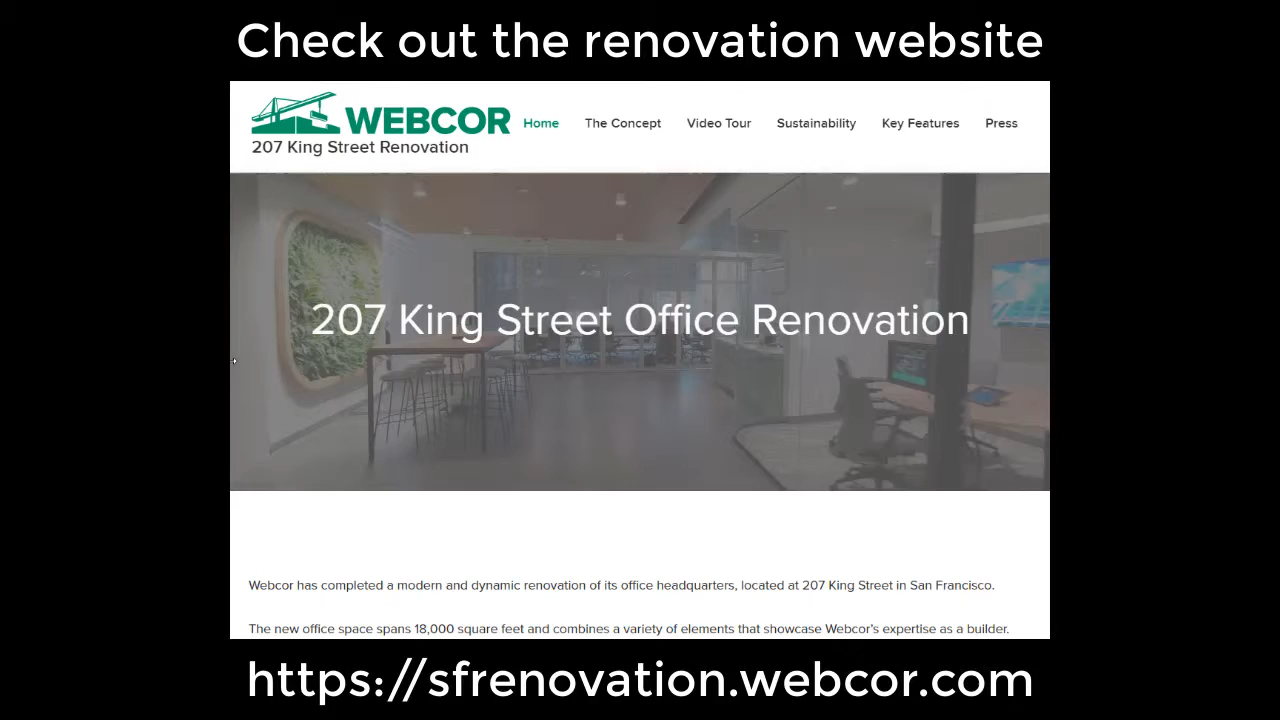 Check out the renovation website
WEBCOR
207 King Street Renovation
Home The Concept Video Tour Sustainability Key Features Press
207 King Street Office Renovation
Webcor has completed a modern and dynamic renovation of its office headquarters, located at 207 King Street in San Francisco.
The new office space spans 18,000 square feet and combines a variety of elements that showcase Webcor’s expertise as a builder.
https://sfrenovation.webcor.com